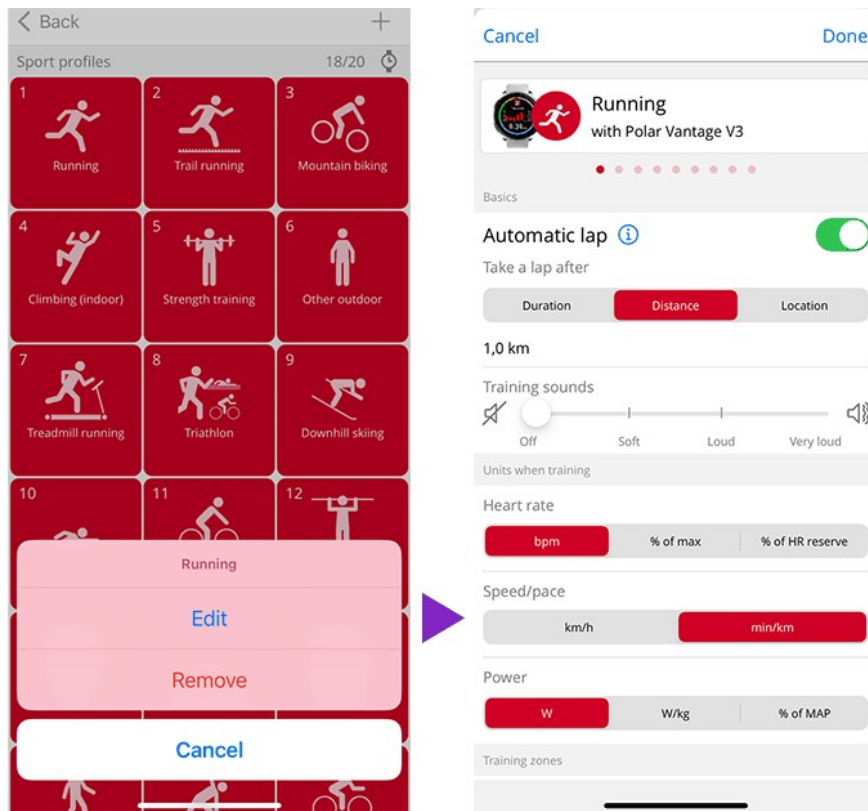 Back
Sport profiles 18/20
1 2 3
Running Trail running Mountain biking
4 5 6
Climbing (indoor) Strength training Other outdoor
7 8 9
Treadmill running Triathlon Downhill skiing
10 11 12
Running
Edit
Remove
Cancel
Cancel Done
Running
with Polar Vantage V3
Basics
Automatic lap
Take a lap after
Duration Distance Location
1,0 km
Training sounds
Off Soft Loud Very loud
Units when training
Heart rate
bpm % of max % of HR reserve
Speed/pace
km/h min/km
Power
W W/kg % of MAP
Training zones